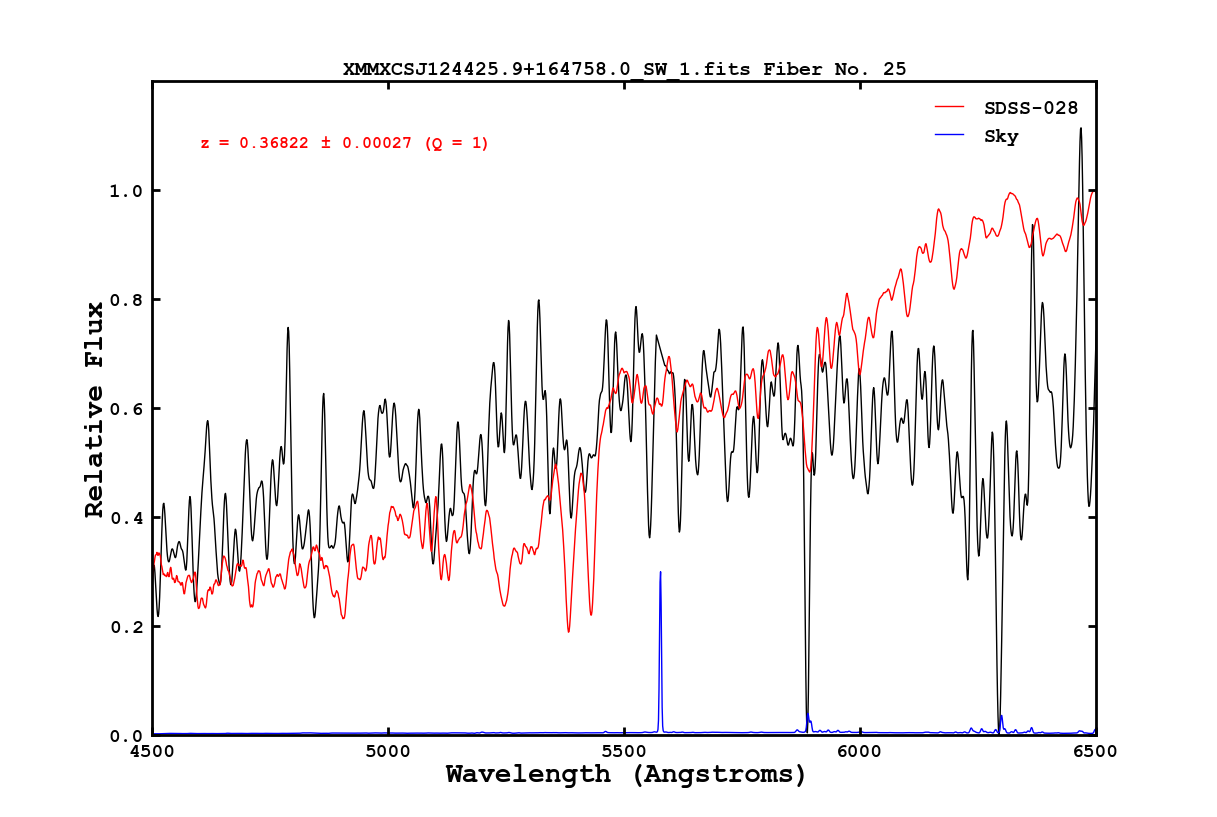 XMMXCSJ124425.9+164758.0_SW_1.fits Fiber No. 25
SDSS-028
z = 0.36822 ± 0.00027 (Q = 1)
Sky
1.0
0.8
0.6
0.4
0.2
0.0
Relative Flux
4500 5000 5500 6000 6500
Wavelength (Angstroms)